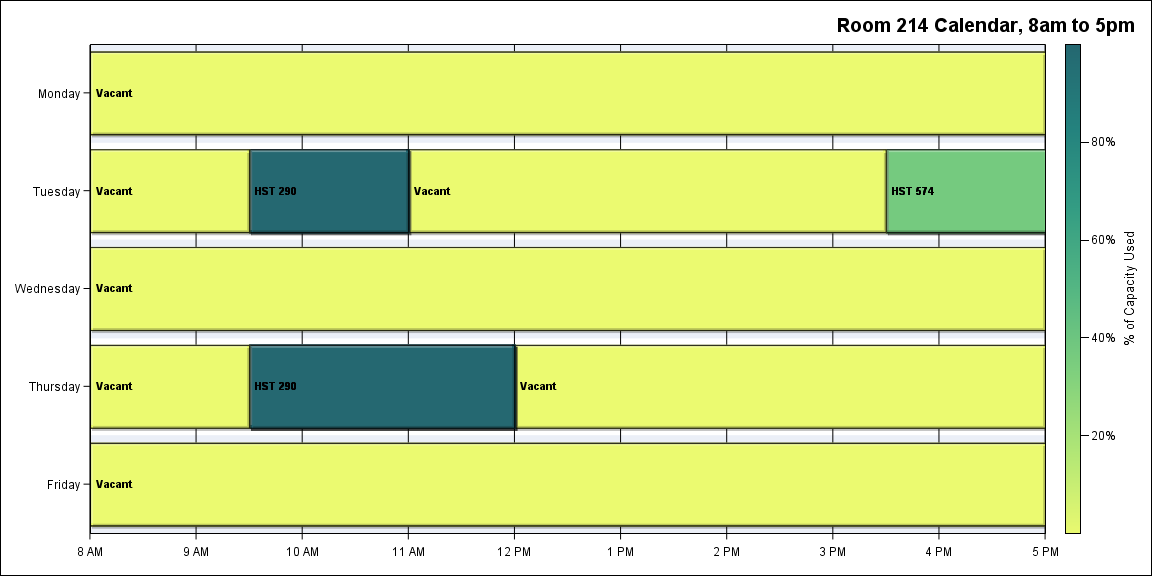 Room 214 Calendar, 8am to 5pm
Monday
Vacant
Tuesday
Vacant
HST 290
Vacant
HST 574
Wednesday
Vacant
Thursday
Vacant
HST 290
Vacant
Friday
Vacant
8 AM
9 AM
10 AM
11 AM
12 PM
1 PM
2 PM
3 PM
4 PM
5 PM
80%
60%
40%
20%
% of Capacity Used